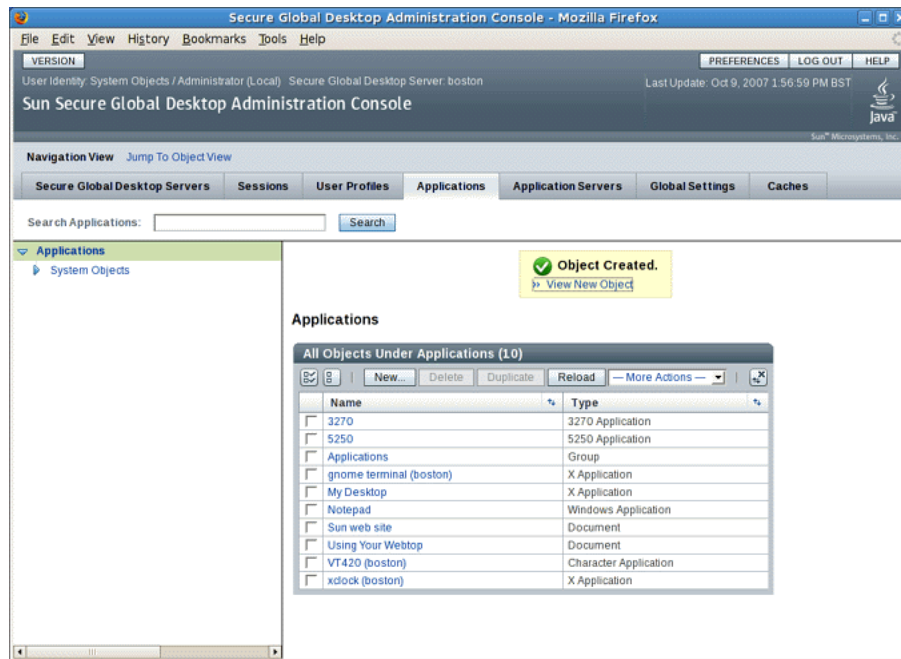 Secure Global Desktop Administration Console - Mozilla Firefox
File Edit View History Bookmarks Tools Help
VERSION PREFERENCES LOG OUT HELP
User Identity: System Objects / Administrator (Local) Secure Global Desktop Server: boston Last Update: Oct 9, 2007 1:56:59 PM BST
Sun Secure Global Desktop Administration Console
Java
Sun™ Microsystems, Inc.
Navigation View Jump To Object View
Secure Global Desktop Servers Sessions User Profiles Applications Application Servers Global Settings Caches
Search Applications: Search
Applications
System Objects
Object Created.
» View New Object
Applications
All Objects Under Applications (10)
New... Delete Duplicate Reload — More Actions —
Name Type
3270 3270 Application
5250 5250 Application
Applications Group
gnome terminal (boston) X Application
My Desktop X Application
Notepad Windows Application
Sun web site Document
Using Your Webtop Document
VT420 (boston) Character Application
xclock (boston) X Application